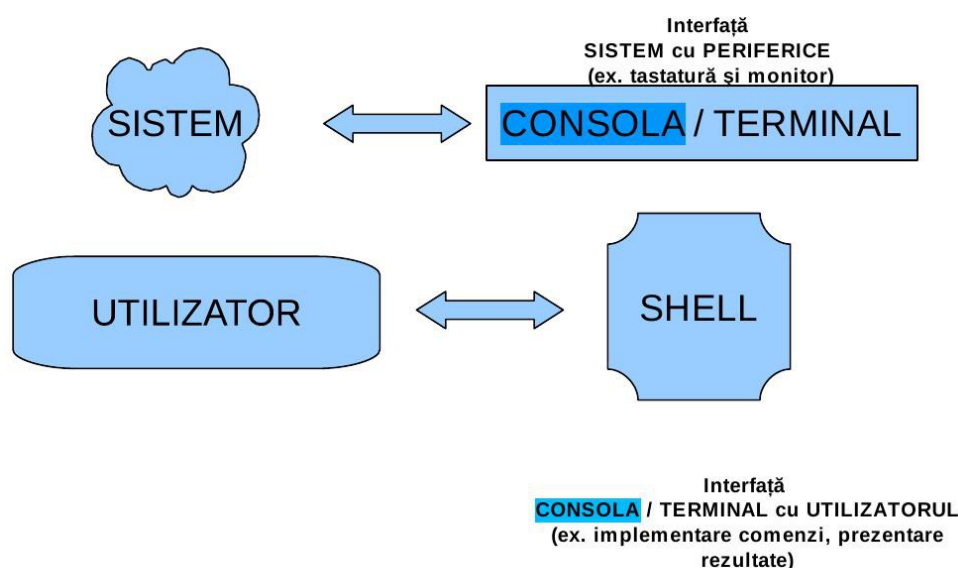 Interfață
SISTEM cu PERIFERICE
(ex. tastatură și monitor)
SISTEM
CONSOLA / TERMINAL
UTILIZATOR
SHELL
Interfață
CONSOLA / TERMINAL cu UTILIZATORUL
(ex. implementare comenzi, prezentare
rezultate)